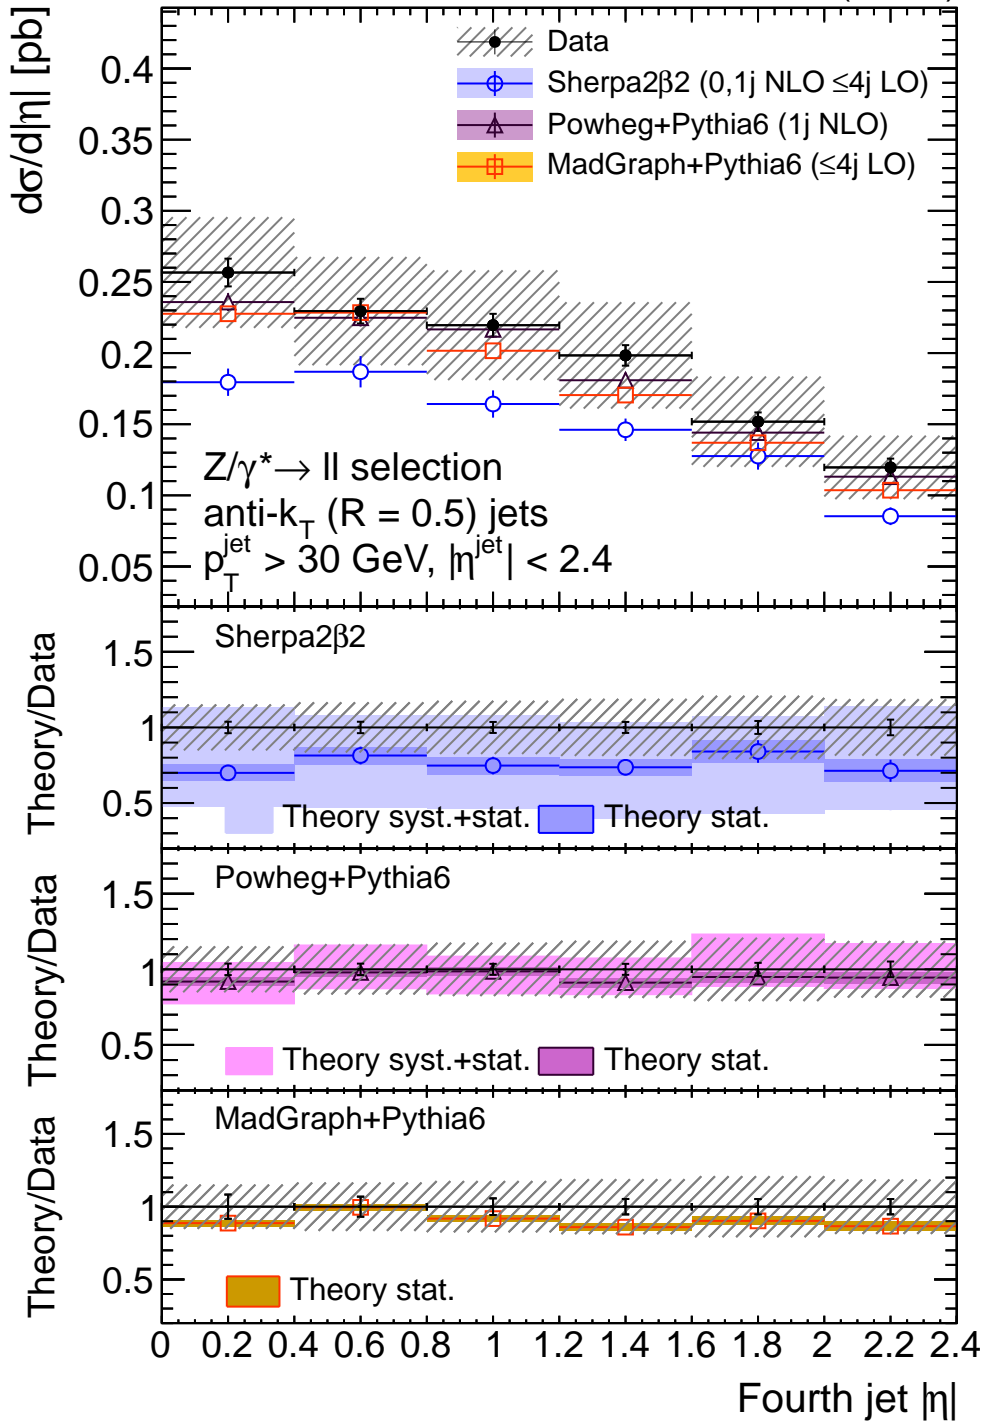 dσ/d|η| [pb]
Data
Sherpa2β2 (0,1j NLO ≤4j LO)
Powheg+Pythia6 (1j NLO)
MadGraph+Pythia6 (≤4j LO)
0.4
0.35
0.3
0.25
0.2
0.15
0.1
0.05
Z/γ*→ ll selection
anti-k_T (R = 0.5) jets
p_T^jet > 30 GeV, |η^jet| < 2.4
Theory/Data
Sherpa2β2
1.5
1
0.5
Theory syst.+stat.
Theory stat.
Theory/Data
Powheg+Pythia6
1.5
1
0.5
Theory syst.+stat.
Theory stat.
Theory/Data
MadGraph+Pythia6
1.5
1
0.5
Theory stat.
0 0.2 0.4 0.6 0.8 1 1.2 1.4 1.6 1.8 2 2.2 2.4
Fourth jet |η|